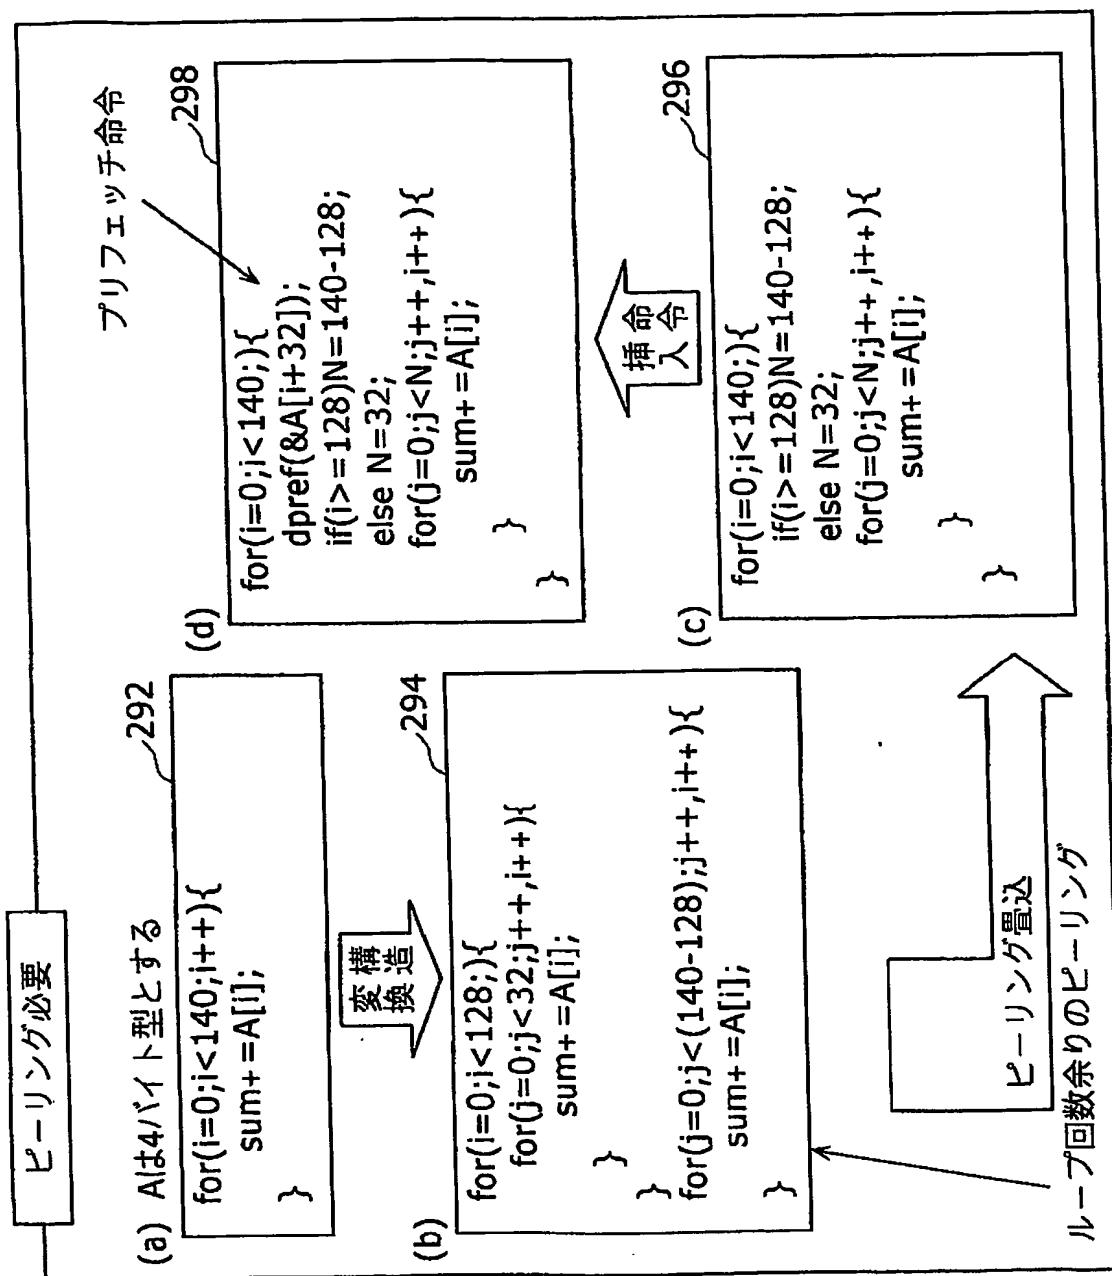 ピーリング必要
(a) Aは4バイト型とする
292
for(i=0;i<140;i++){
sum+=A[i];
}
構造
変換
(b)
294
for(i=0;i<128;){
for(j=0;j<32;j++,i++){
sum+=A[i];
}
}
for(j=0;j<(140-128);j++,i++){
sum+=A[i];
}
ループ回数余りのピーリング
ピーリング畳込
(c)
296
for(i=0;i<140;){
if(i>=128)N=140-128;
else N=32;
for(j=0;j<N;j++,i++){
sum+=A[i];
}
}
命令
挿入
(d)
298
プリフェッチ命令
for(i=0;i<140;){
dpref(&A[i+32]);
if(i>=128)N=140-128;
else N=32;
for(j=0;j<N;j++,i++){
sum+=A[i];
}
}